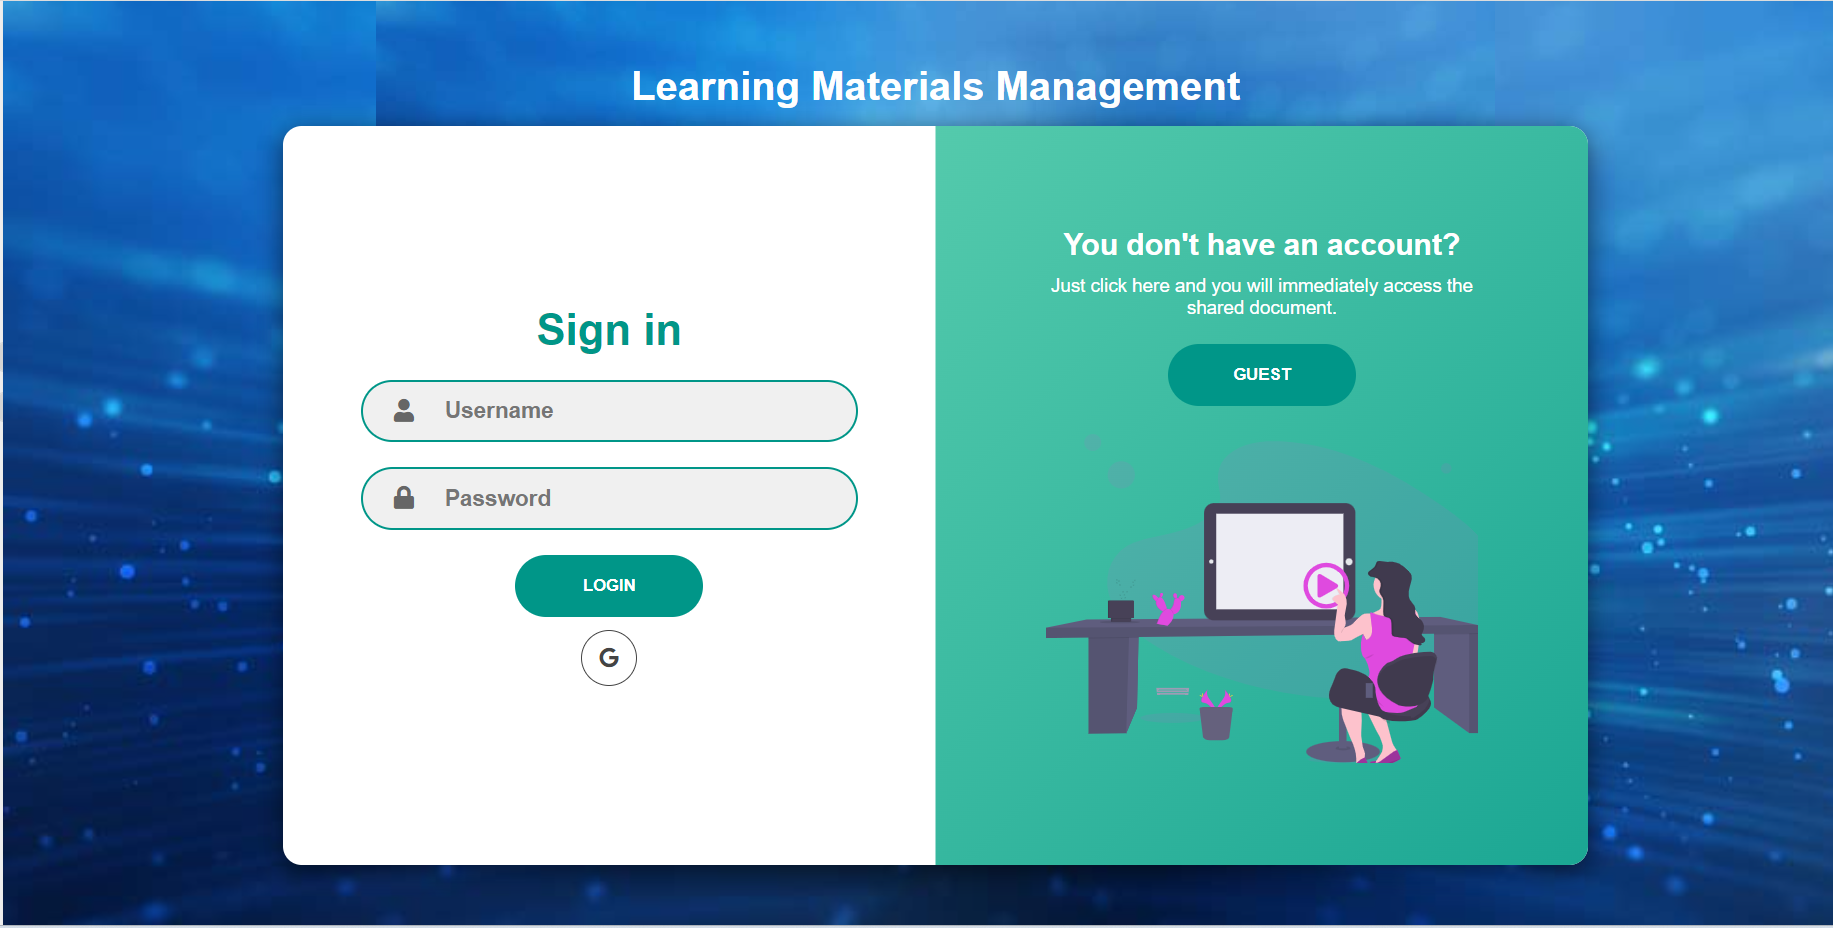 Learning Materials Management
Sign in
Username
Password
LOGIN
G
You don't have an account?
Just click here and you will immediately access the
shared document.
GUEST